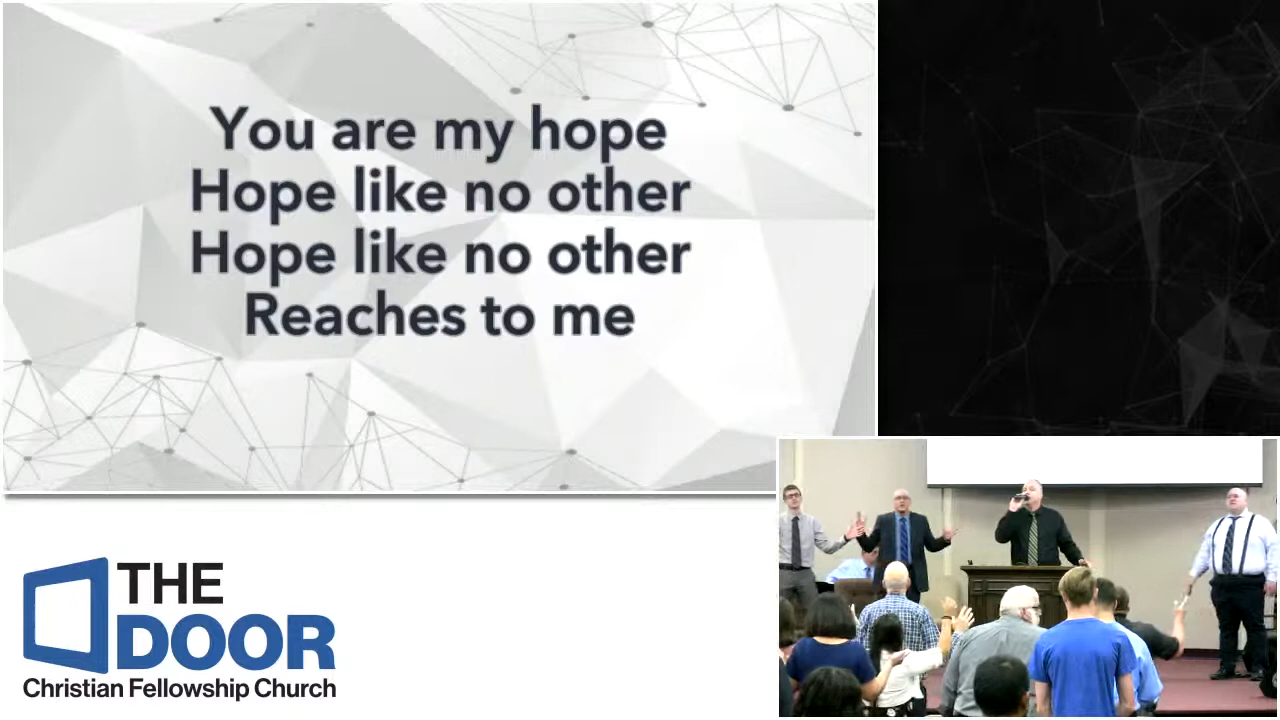 You are my hope
Hope like no other
Hope like no other
Reaches to me
THE
DOOR
Christian Fellowship Church